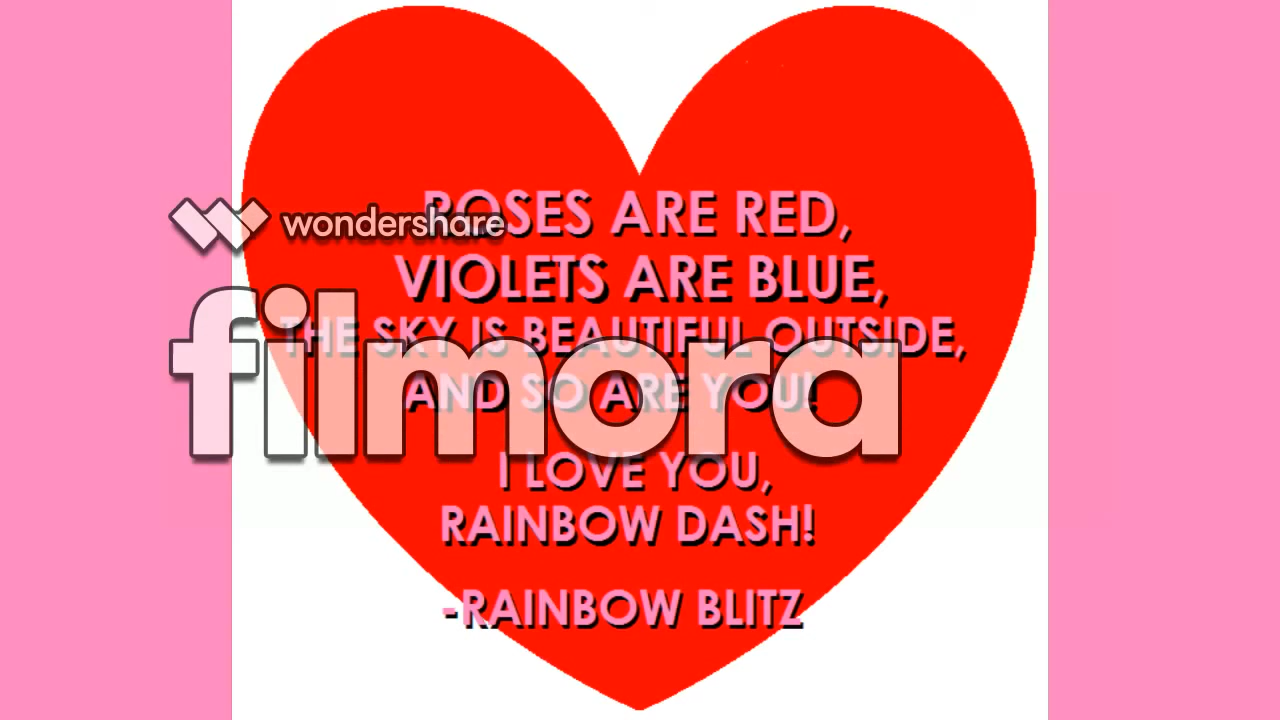 ROSES ARE RED,
wondershare
VIOLETS ARE BLUE,
THE SKY IS BEAUTIFUL OUTSIDE,
filmora
AND SO ARE YOU!
I LOVE YOU,
RAINBOW DASH!
-RAINBOW BLITZ